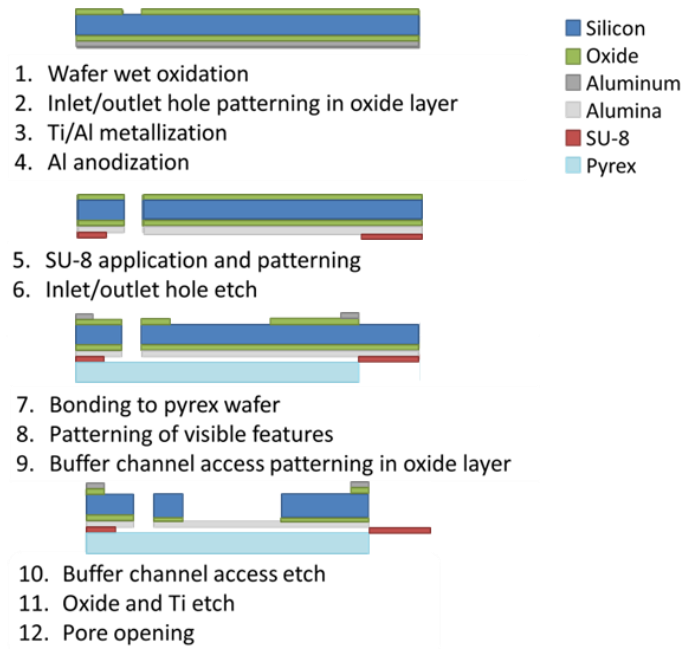 Silicon
Oxide
Aluminum
Alumina
SU-8
Pyrex
1. Wafer wet oxidation
2. Inlet/outlet hole patterning in oxide layer
3. Ti/Al metallization
4. Al anodization
5. SU-8 application and patterning
6. Inlet/outlet hole etch
7. Bonding to pyrex wafer
8. Patterning of visible features
9. Buffer channel access patterning in oxide layer
10. Buffer channel access etch
11. Oxide and Ti etch
12. Pore opening